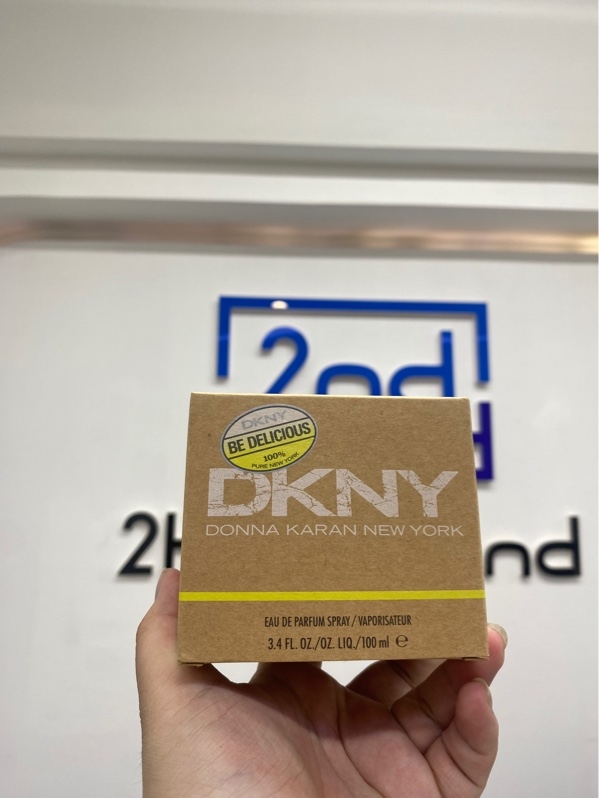 2nd
DKNY
BE DELICIOUS
100%
PURE NEW YORK
DKNY
DONNA KARAN NEW YORK
EAU DE PARFUM SPRAY / VAPORISATEUR
3.4 FL. OZ./OZ. LIQ./100 ml ℮